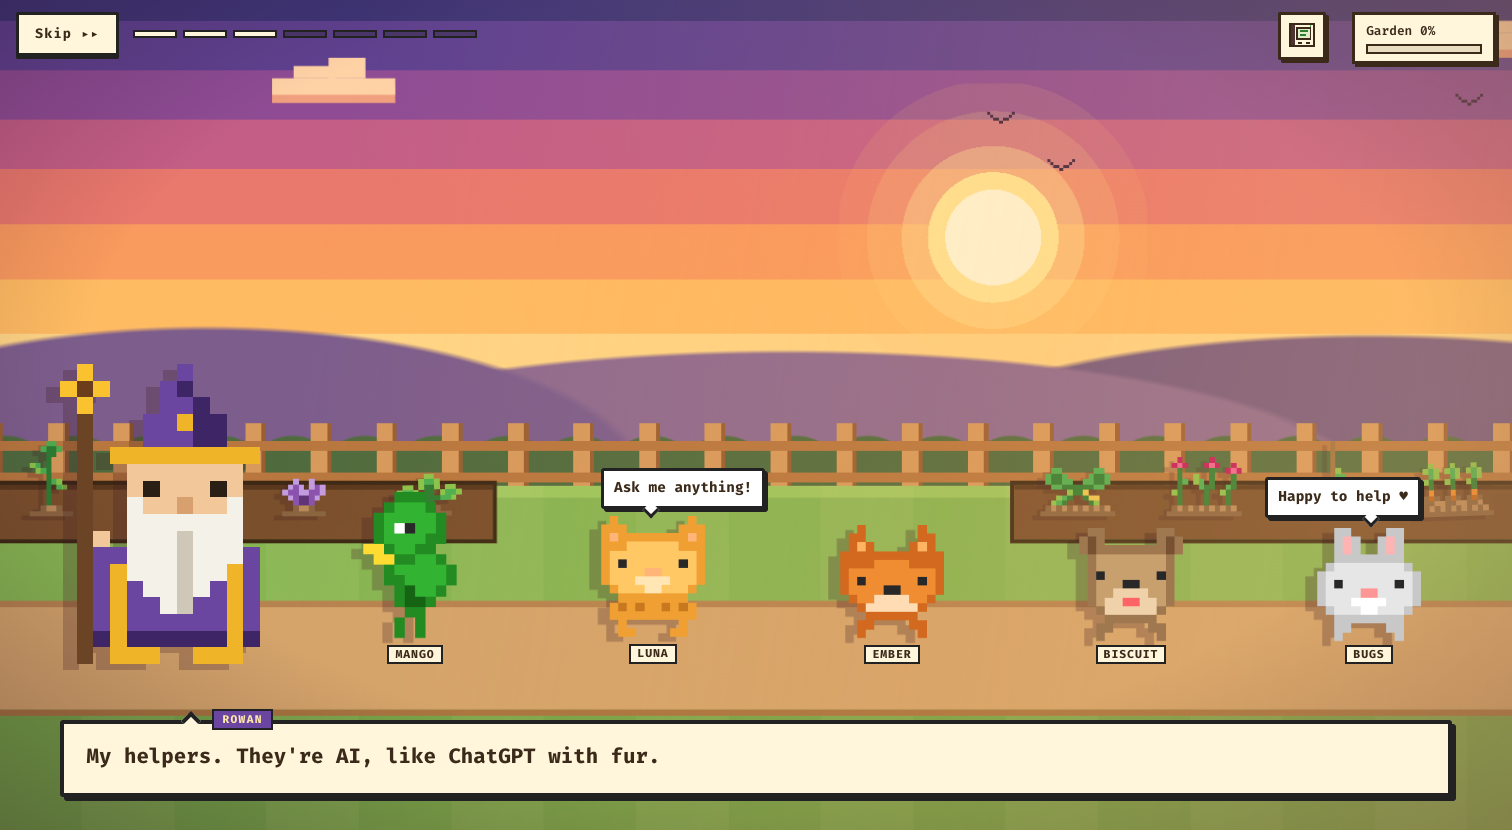 Skip ▸▸
Garden 0%
Ask me anything!
Happy to help ♥
MANGO
LUNA
EMBER
BISCUIT
BUGS
ROWAN
My helpers. They're AI, like ChatGPT with fur.